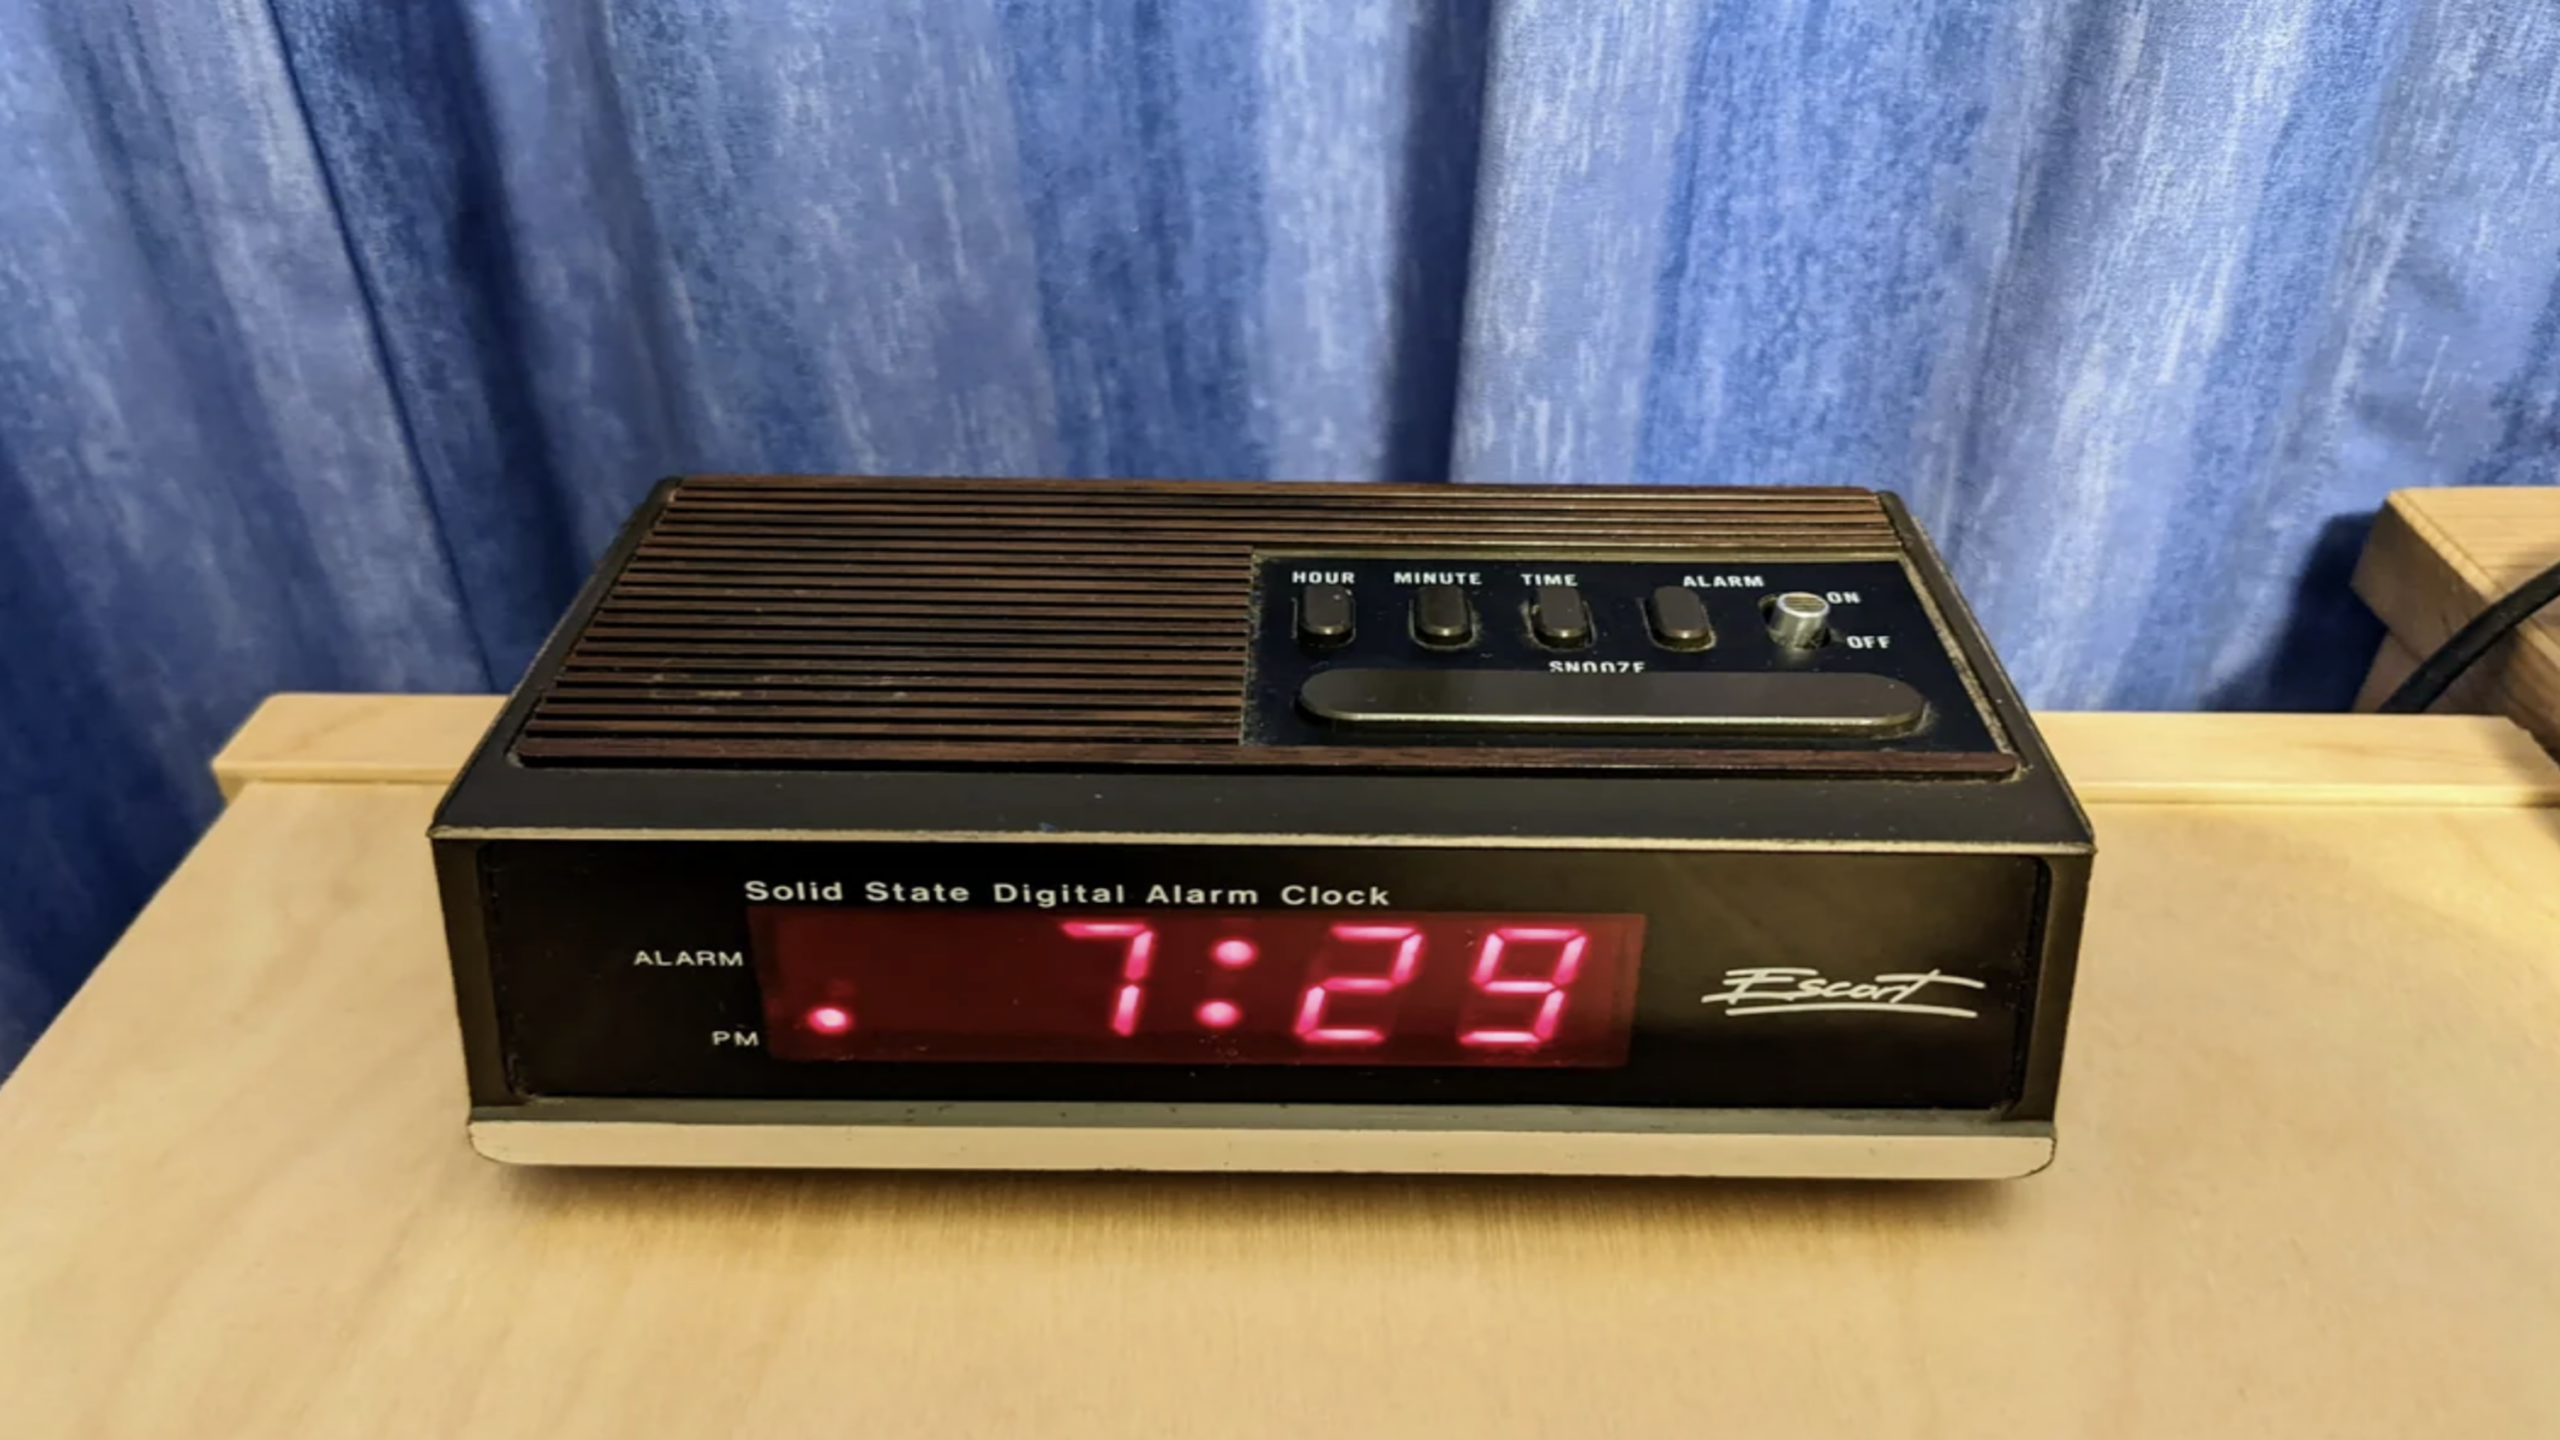 HOUR MINUTE TIME ALARM
ON
OFF
SNOOZE
Solid State Digital Alarm Clock
ALARM
7:29
PM
Escort